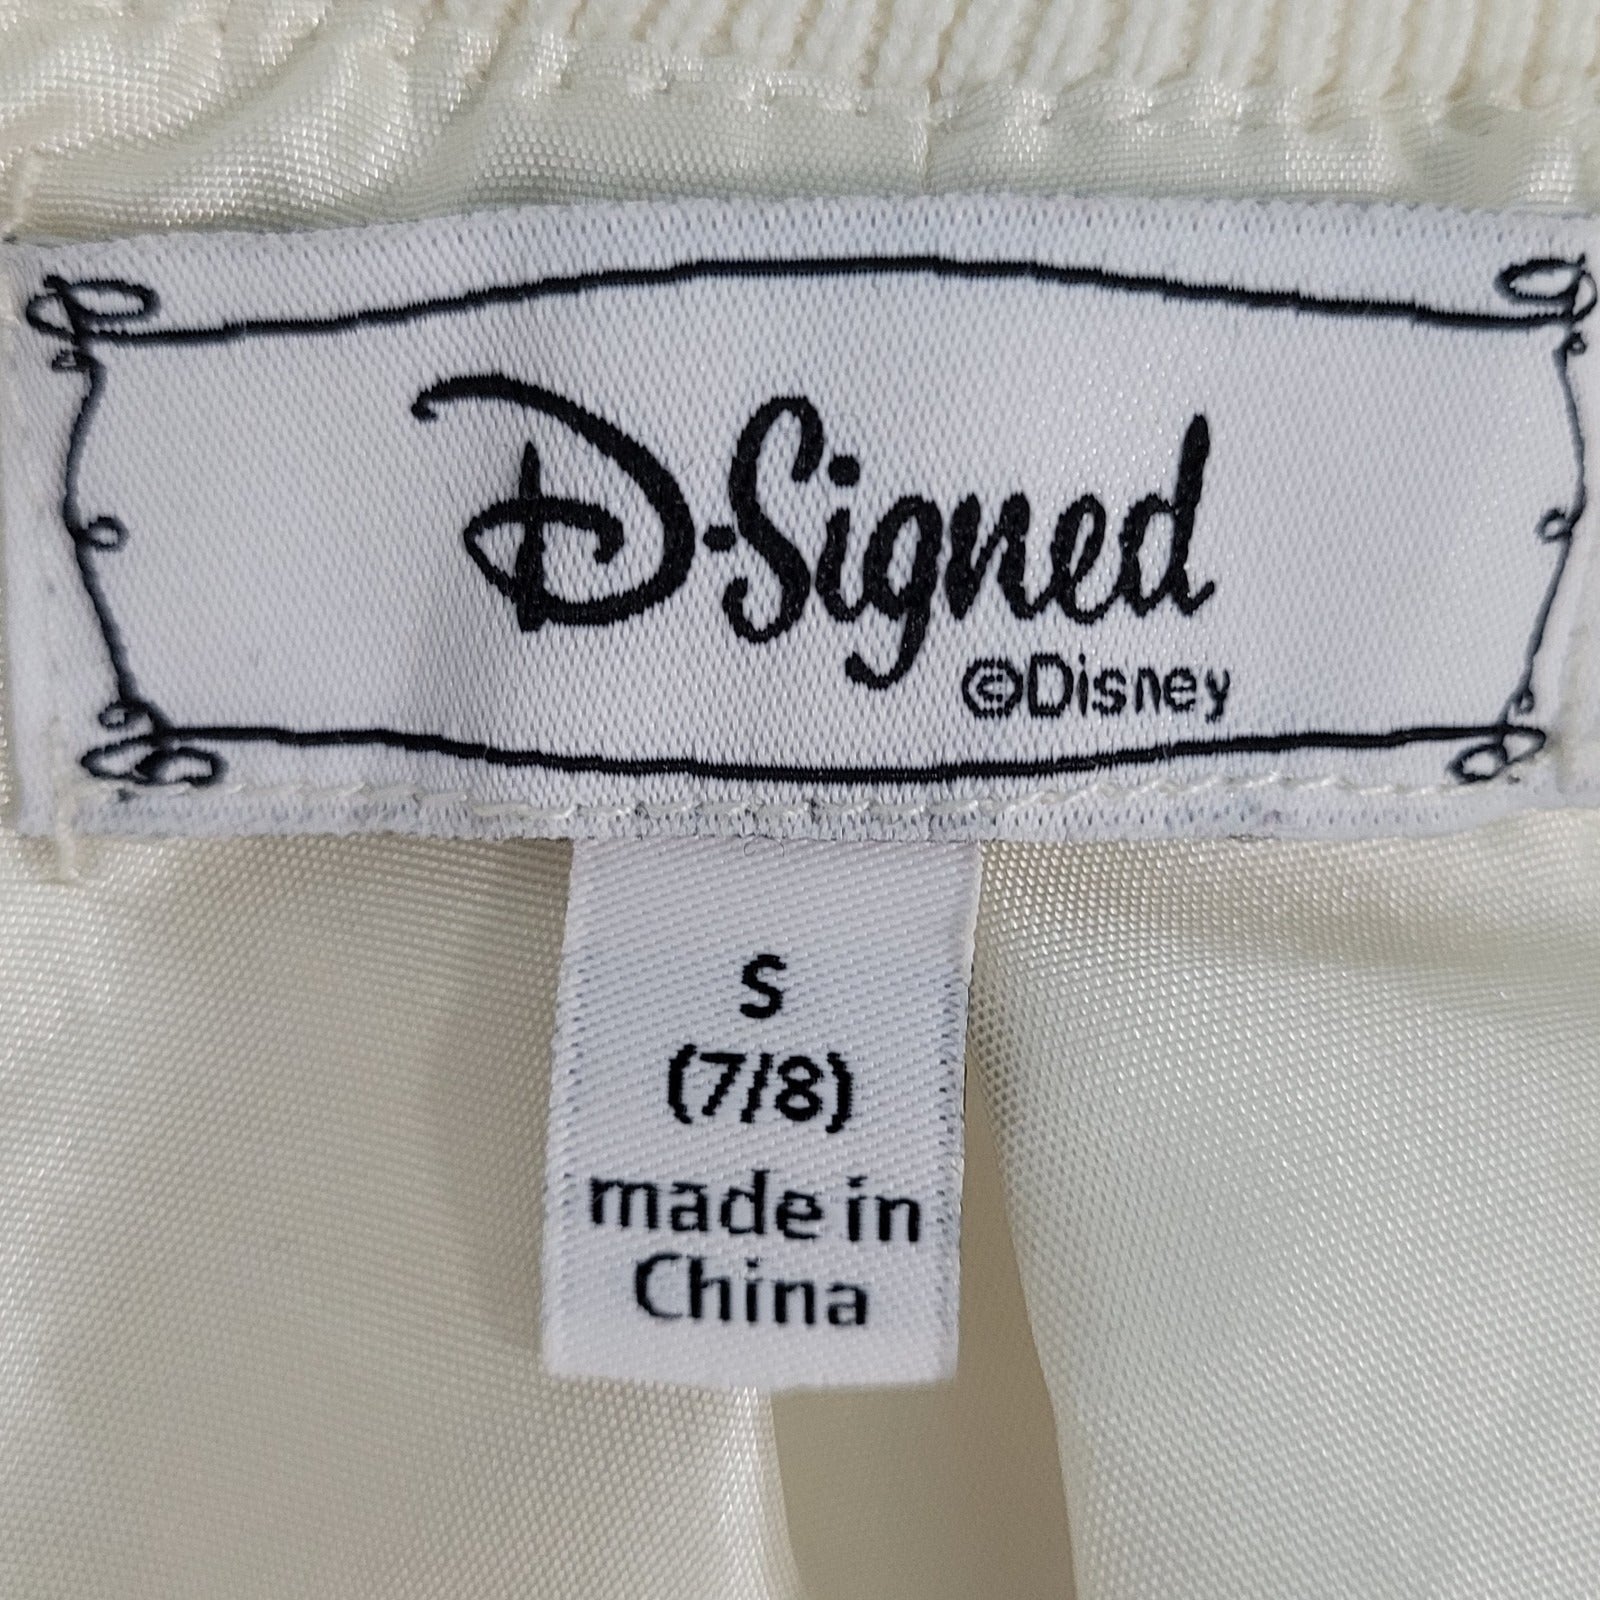 D-Signed
©Disney
S
(7/8)
made in
China